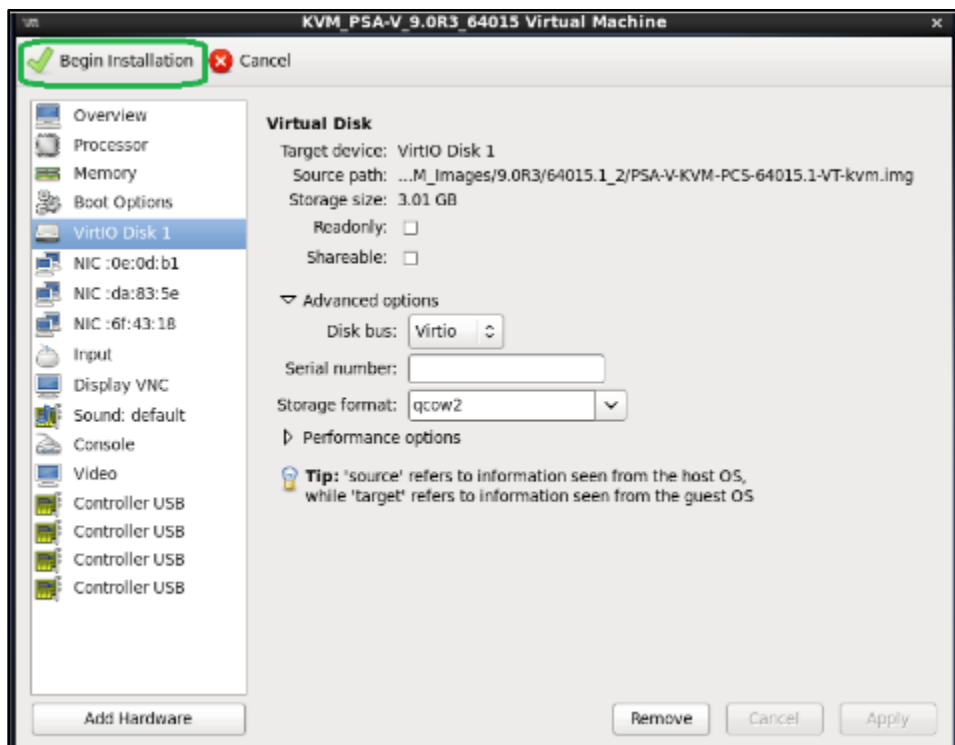 KVM_PSA-V_9.0R3_64015 Virtual Machine
Begin Installation Cancel
Overview
Processor
Memory
Boot Options
VirtIO Disk 1
NIC :0e:0d:b1
NIC :da:83:5e
NIC :6f:43:18
Input
Display VNC
Sound: default
Console
Video
Controller USB
Controller USB
Controller USB
Controller USB
Add Hardware
Virtual Disk
Target device: VirtIO Disk 1
Source path: ...M_Images/9.0R3/64015.1_2/PSA-V-KVM-PCS-64015.1-VT-kvm.img
Storage size: 3.01 GB
Readonly:
Shareable:
Advanced options
Disk bus: Virtio
Serial number:
Storage format: qcow2
Performance options
Tip: 'source' refers to information seen from the host OS,
while 'target' refers to information seen from the guest OS
Remove Cancel Apply